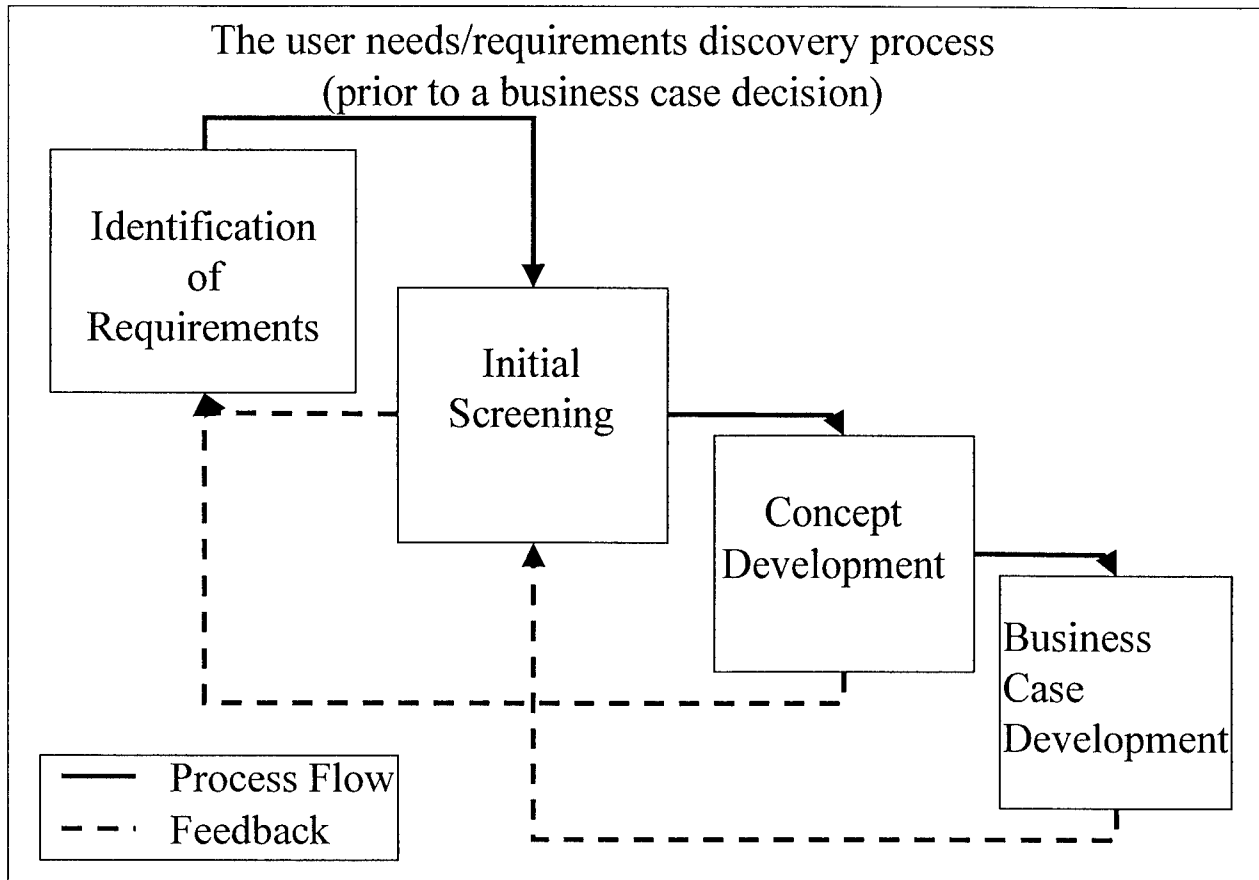 The user needs/requirements discovery process
(prior to a business case decision)
Identification
of
Requirements
Initial
Screening
Concept
Development
Business
Case
Development
Process Flow
Feedback